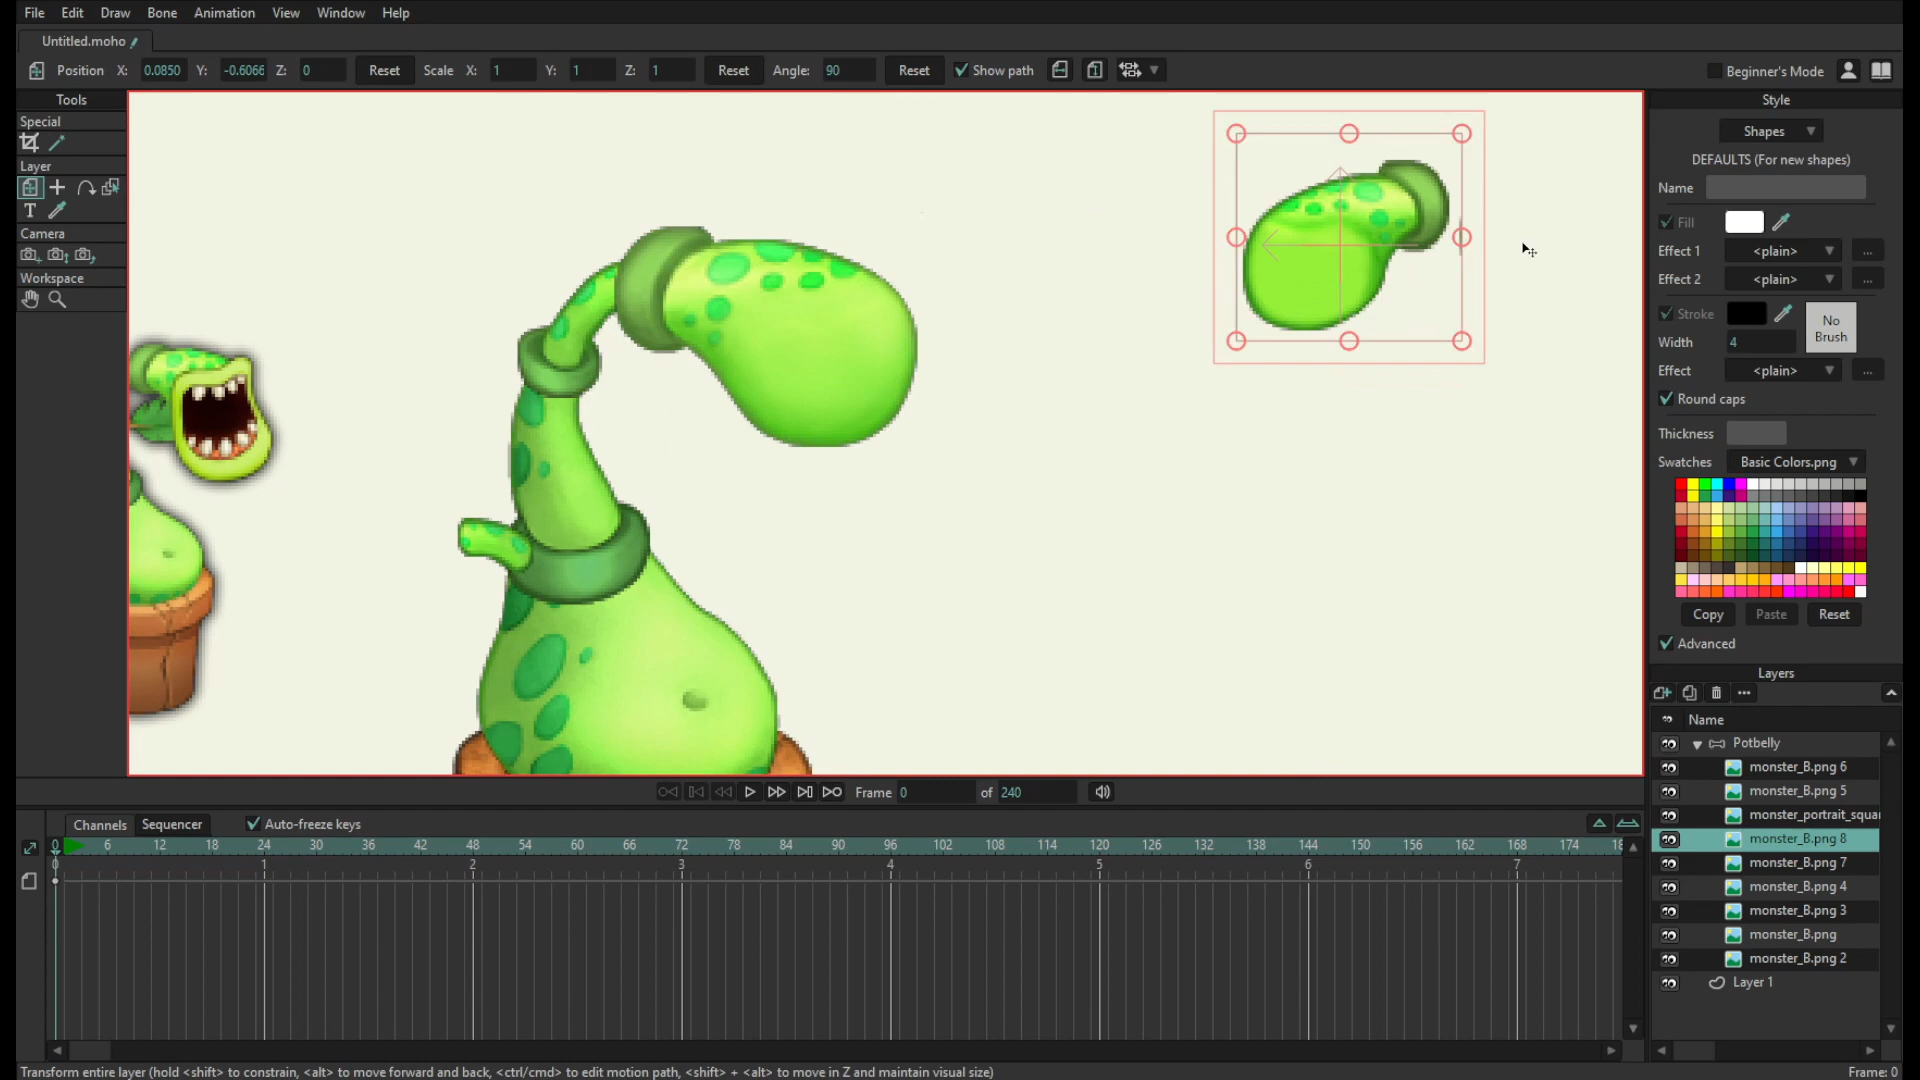 File Edit Draw Bone Animation View Window Help
Untitled.moho
Position X: 0.0850 Y: -0.6066 Z: 0 Reset Scale X: 1 Y: 1 Z: 1 Reset Angle: 90 Reset Show path Beginner's Mode
Tools
Special
Layer
T
Camera
Workspace
Style
Shapes
DEFAULTS (For new shapes)
Name
Fill
Effect 1 <plain> ...
Effect 2 <plain> ...
Stroke
No Brush
Width 4
Effect <plain> ...
Round caps
Thickness
Swatches Basic Colors.png
Copy Paste Reset
Advanced
Layers
Name
Potbelly
monster_B.png 6
monster_B.png 5
monster_portrait_squar
monster_B.png 8
monster_B.png 7
monster_B.png 4
monster_B.png 3
monster_B.png
monster_B.png 2
Layer 1
Frame 0 of 240
Channels Sequencer Auto-freeze keys
0 6 12 18 24 30 36 42 48 54 60 66 72 78 84 90 96 102 108 114 120 126 132 138 144 150 156 162 168 174 18
0 1 2 3 4 5 6 7
Transform entire layer (hold <shift> to constrain, <alt> to move forward and back, <ctrl/cmd> to edit motion path, <shift> + <alt> to move in Z and maintain visual size) Frame: 0